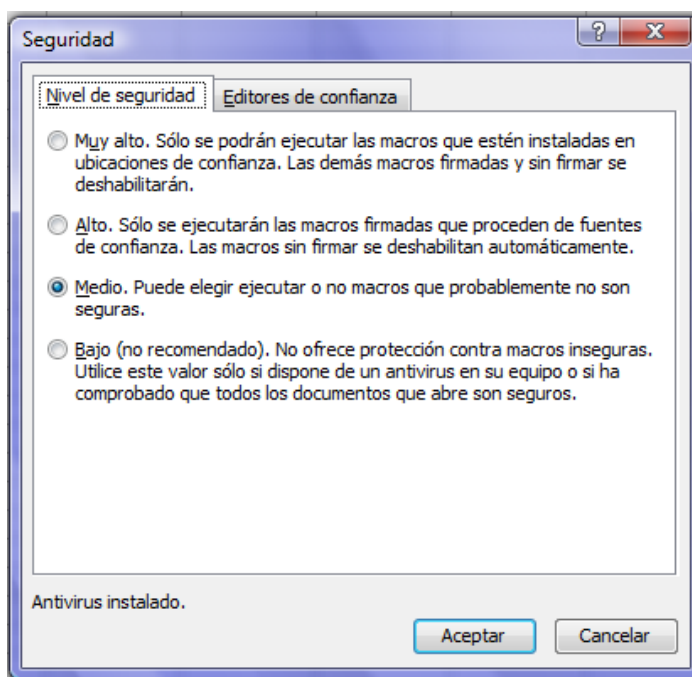 Seguridad
Nivel de seguridad
Editores de confianza
Muy alto. Sólo se podrán ejecutar las macros que estén instaladas en
ubicaciones de confianza. Las demás macros firmadas y sin firmar se
deshabilitarán.
Alto. Sólo se ejecutarán las macros firmadas que proceden de fuentes
de confianza. Las macros sin firmar se deshabilitan automáticamente.
Medio. Puede elegir ejecutar o no macros que probablemente no son
seguras.
Bajo (no recomendado). No ofrece protección contra macros inseguras.
Utilice este valor sólo si dispone de un antivirus en su equipo o si ha
comprobado que todos los documentos que abre son seguros.
Antivirus instalado.
Aceptar
Cancelar